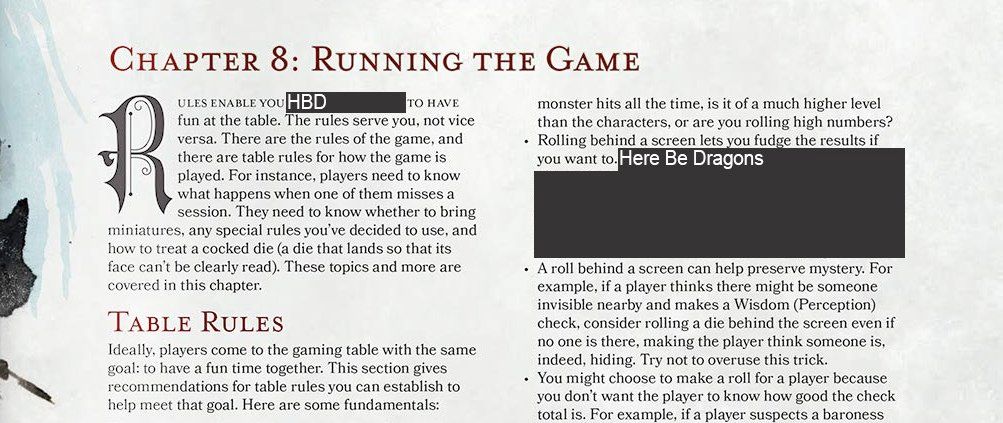 CHAPTER 8: RUNNING THE GAME
RULES ENABLE YOU HBD TO HAVE
fun at the table. The rules serve you, not vice
versa. There are the rules of the game, and
there are table rules for how the game is
played. For instance, players need to know
what happens when one of them misses a
session. They need to know whether to bring
miniatures, any special rules you've decided to use, and
how to treat a cocked die (a die that lands so that its
face can't be clearly read). These topics and more are
covered in this chapter.
TABLE RULES
Ideally, players come to the gaming table with the same
goal: to have a fun time together. This section gives
recommendations for table rules you can establish to
help meet that goal. Here are some fundamentals:
monster hits all the time, is it of a much higher level
than the characters, or are you rolling high numbers?
• Rolling behind a screen lets you fudge the results if
you want to. Here Be Dragons
• A roll behind a screen can help preserve mystery. For
example, if a player thinks there might be someone
invisible nearby and makes a Wisdom (Perception)
check, consider rolling a die behind the screen even if
no one is there, making the player think someone is,
indeed, hiding. Try not to overuse this trick.
• You might choose to make a roll for a player because
you don't want the player to know how good the check
total is. For example, if a player suspects a baroness